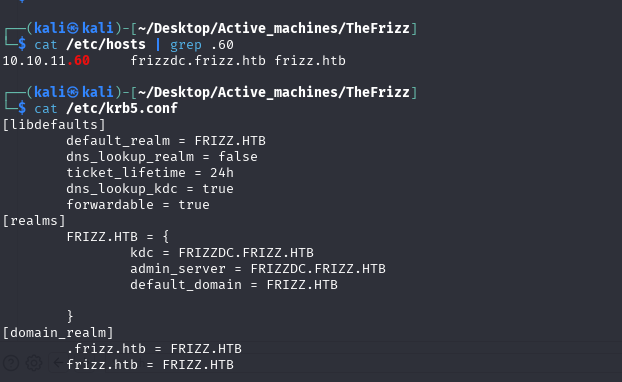 ┌──(kali㉿kali)-[~/Desktop/Active_machines/TheFrizz]
└─$ cat /etc/hosts | grep .60
10.10.11.60     frizzdc.frizz.htb frizz.htb
┌──(kali㉿kali)-[~/Desktop/Active_machines/TheFrizz]
└─$ cat /etc/krb5.conf
[libdefaults]
        default_realm = FRIZZ.HTB
        dns_lookup_realm = false
        ticket_lifetime = 24h
        dns_lookup_kdc = true
        forwardable = true
[realms]
        FRIZZ.HTB = {
                kdc = FRIZZDC.FRIZZ.HTB
                admin_server = FRIZZDC.FRIZZ.HTB
                default_domain = FRIZZ.HTB
        }
[domain_realm]
        .frizz.htb = FRIZZ.HTB
        frizz.htb = FRIZZ.HTB